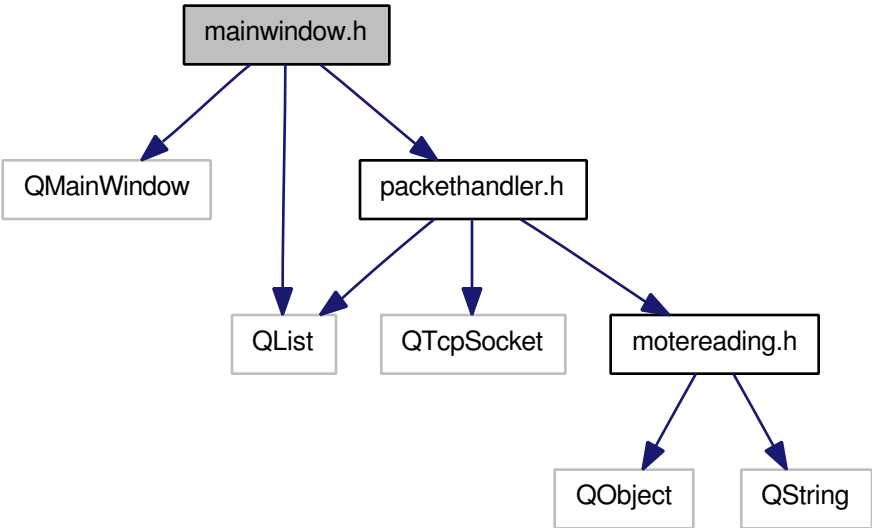 mainwindow.h
QMainWindow
packethandler.h
QList
QTcpSocket
motereading.h
QObject
QString